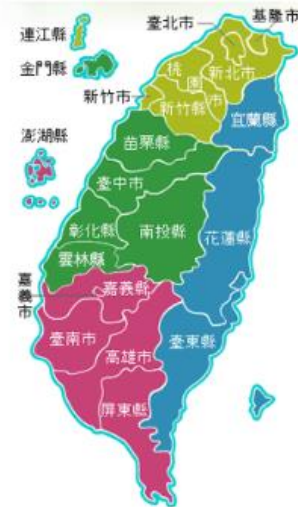 基隆市
臺北市
連江縣
金門縣
桃園市
新北市
新竹市
新竹縣
宜蘭縣
苗栗縣
澎湖縣
臺中市
彰化縣
南投縣
花蓮縣
雲林縣
嘉義市
嘉義縣
臺南市
高雄市
臺東縣
屏東縣